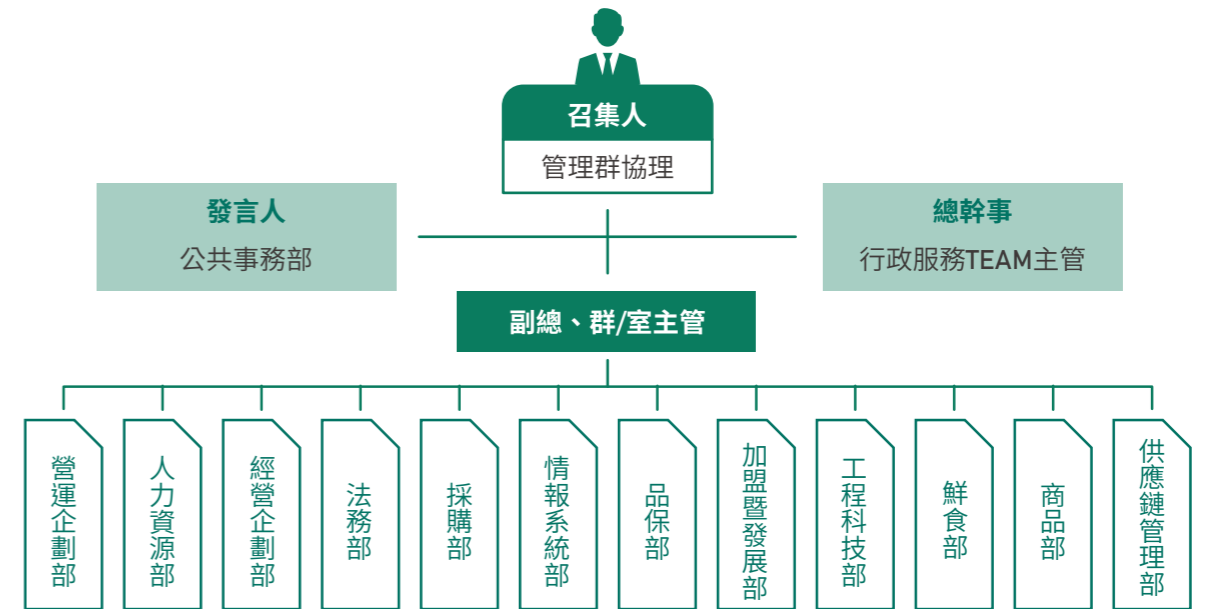 召集人
管理群協理
發言人
公共事務部
總幹事
行政服務TEAM主管
副總、群/室主管
營運企劃部
人力資源部
經營企劃部
法務部
採購部
情報系統部
品保部
加盟暨發展部
工程科技部
鮮食部
商品部
供應鏈管理部